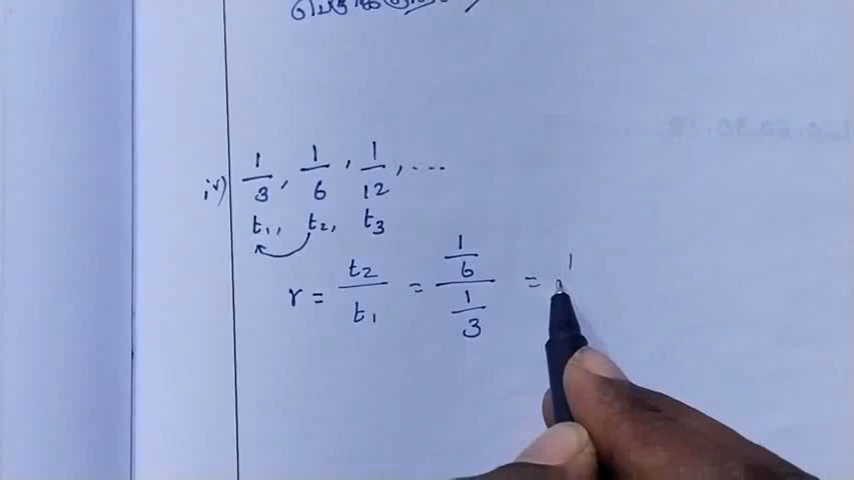 iv) 1/3, 1/6, 1/12, ...
t₁, t₂, t₃
r = t₂/t₁ = (1/6)/(1/3) = 1